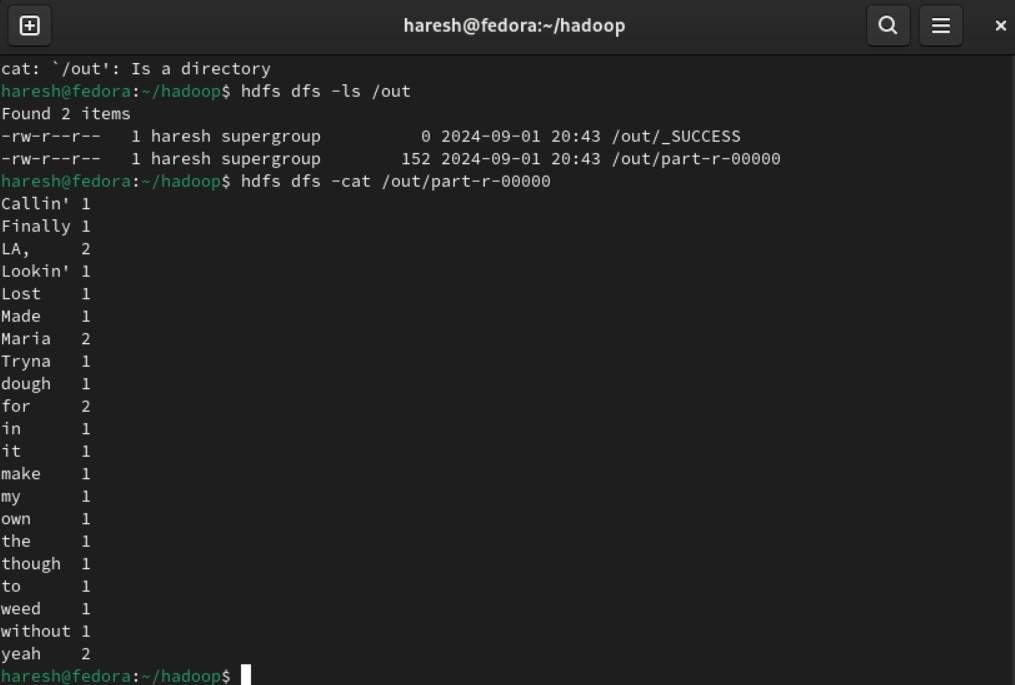 haresh@fedora:~/hadoop
cat: `/out': Is a directory
haresh@fedora:~/hadoop$ hdfs dfs -ls /out
Found 2 items
-rw-r--r--   1 haresh supergroup          0 2024-09-01 20:43 /out/_SUCCESS
-rw-r--r--   1 haresh supergroup        152 2024-09-01 20:43 /out/part-r-00000
haresh@fedora:~/hadoop$ hdfs dfs -cat /out/part-r-00000
Callin' 1
Finally 1
LA,     2
Lookin' 1
Lost    1
Made    1
Maria   2
Tryna   1
dough   1
for     2
in      1
it      1
make    1
my      1
own     1
the     1
though  1
to      1
weed    1
without 1
yeah    2
haresh@fedora:~/hadoop$